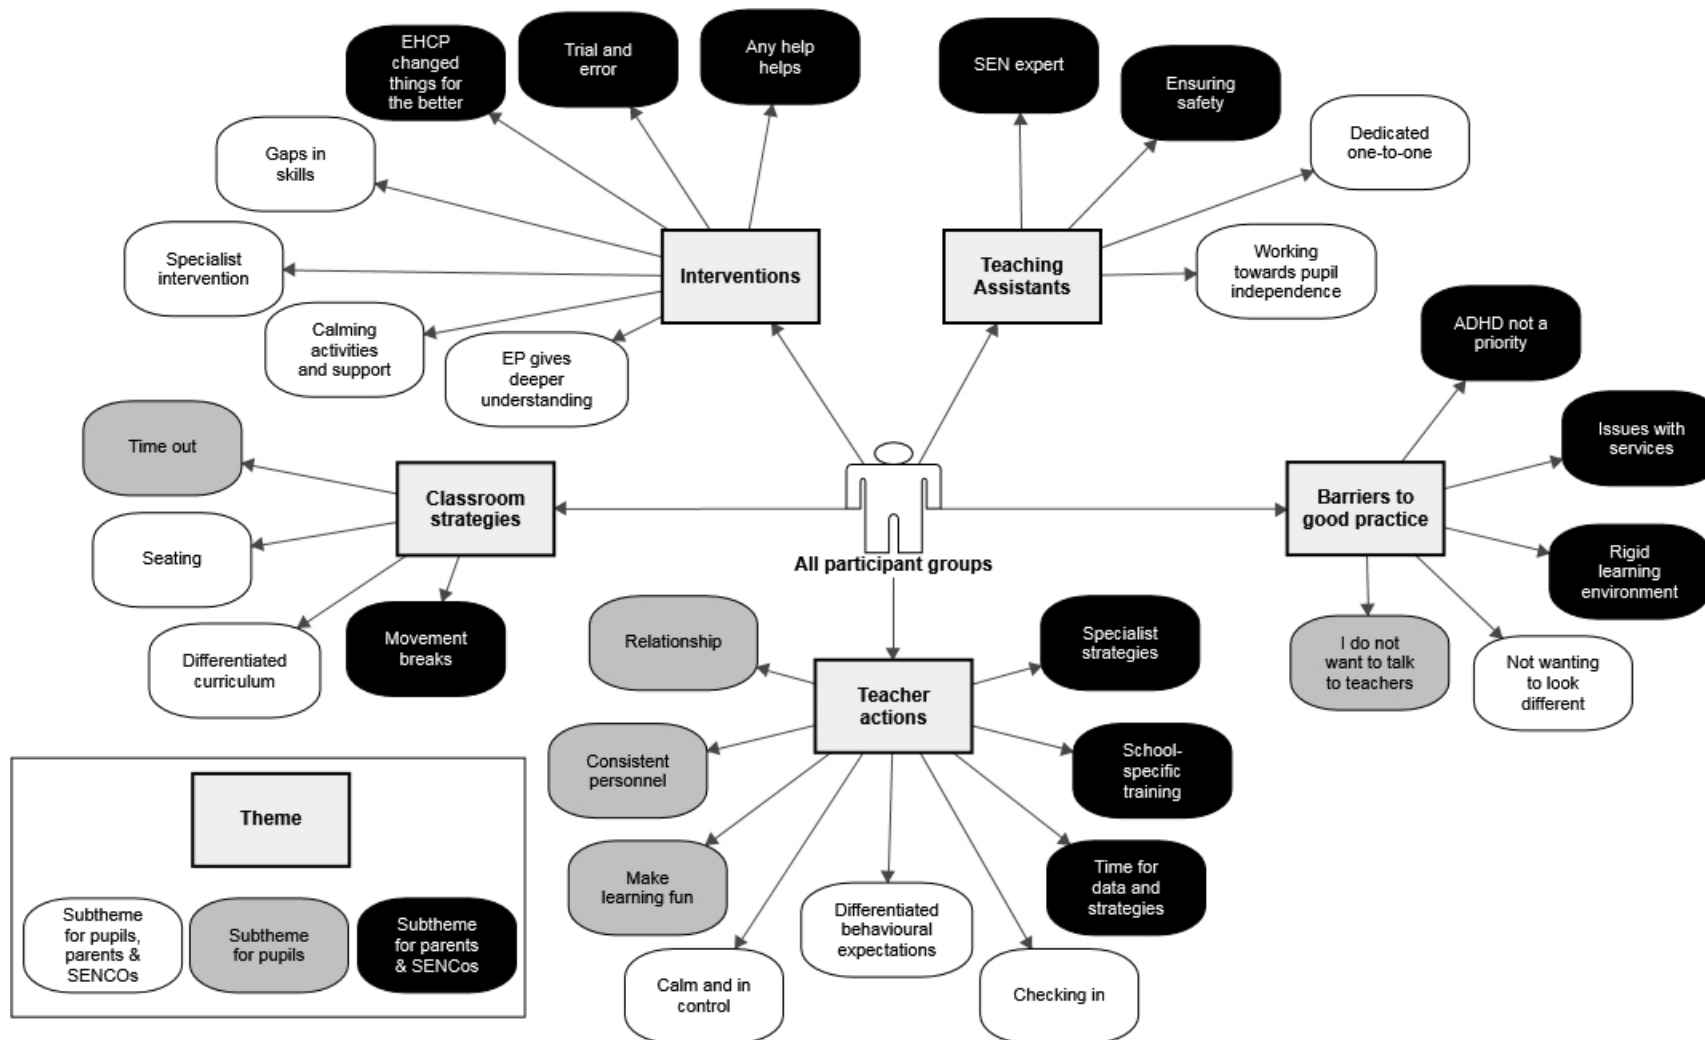 EHCP
changed
things for
the better
Trial and
error
Any help
helps
SEN expert
Ensuring
safety
Dedicated
one-to-one
Gaps in
skills
Specialist
intervention
Calming
activities
and support
EP gives
deeper
understanding
Interventions
Teaching
Assistants
Working
towards pupil
independence
ADHD not a
priority
Issues with
services
Rigid
learning
environment
Barriers to
good practice
I do not
want to talk
to teachers
Not wanting
to look
different
Time out
Classroom
strategies
Seating
Differentiated
curriculum
Movement
breaks
All participant groups
Relationship
Specialist
strategies
Teacher
actions
Consistent
personnel
School-
specific
training
Make
learning fun
Time for
data and
strategies
Differentiated
behavioural
expectations
Calm and in
control
Checking in
Theme
Subtheme
for pupils,
parents &
SENCOs
Subtheme
for pupils
Subtheme
for parents
& SENCos